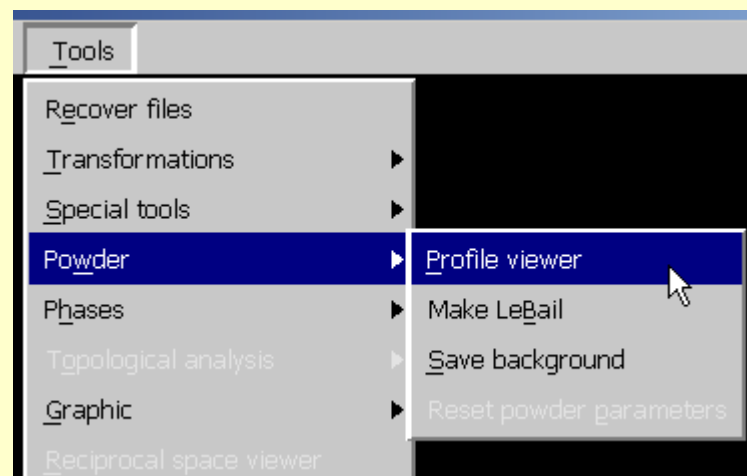 Tools
Recover files
Transformations
Special tools
Powder
Profile viewer
Phases
Make LeBail
Topological analysis
Save background
Graphic
Reset powder parameters
Reciprocal space viewer